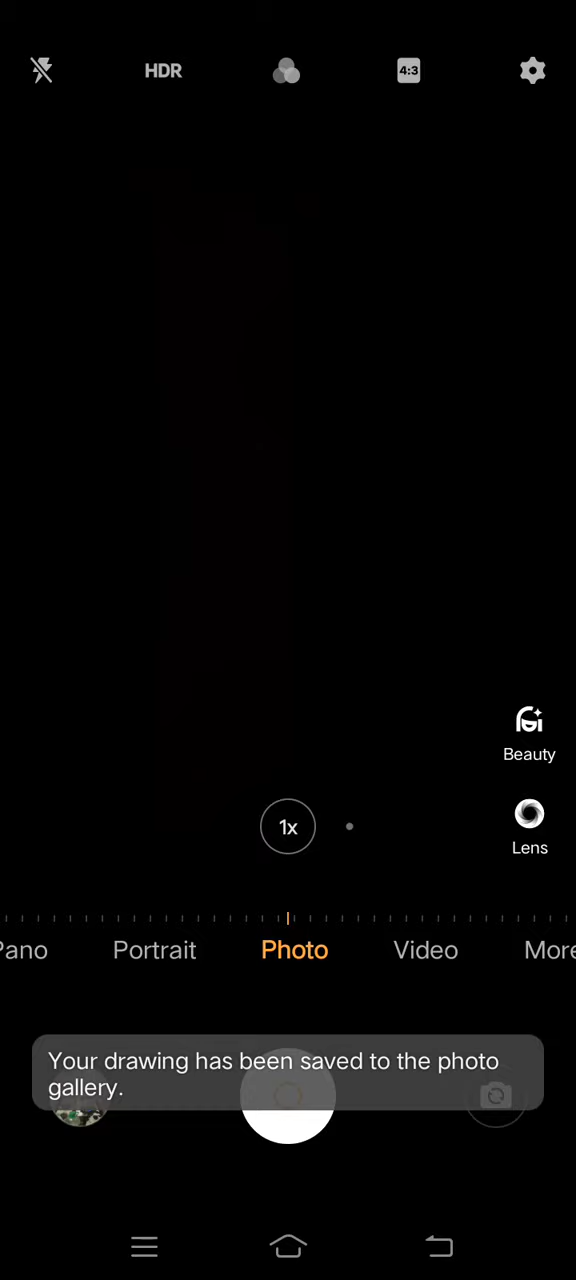 HDR
4:3
Beauty
1x
Lens
Pano
Portrait
Photo
Video
More
Your drawing has been saved to the photo
gallery.